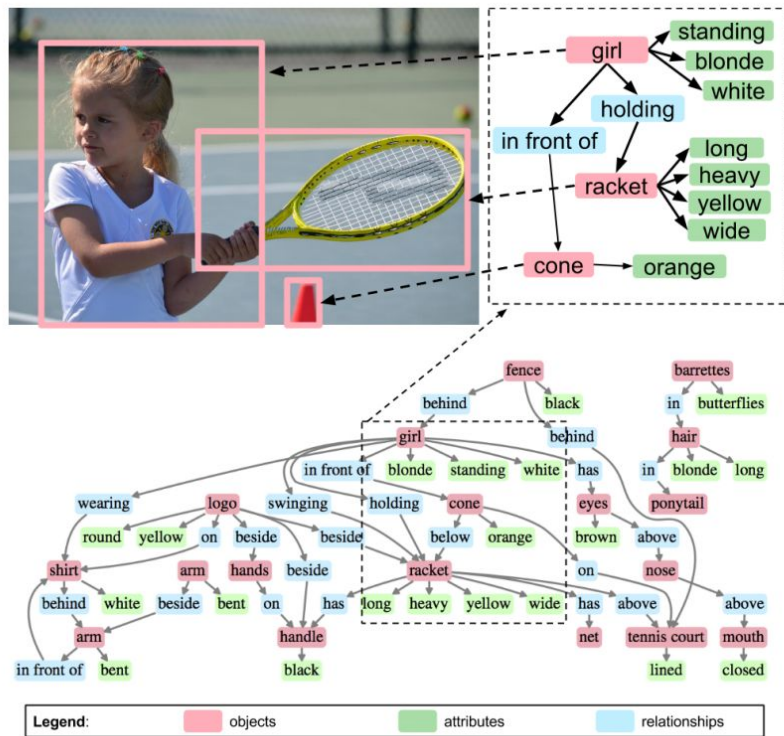 girl
standing
blonde
white
holding
in front of
racket
long
heavy
yellow
wide
cone
orange
fence
barrettes
behind
black
in
butterflies
girl
behind
hair
in front of
blonde
standing
white
has
in
blonde
long
wearing
logo
swinging
holding
cone
eyes
ponytail
round
yellow
on
beside
beside
below
orange
brown
above
shirt
arm
hands
beside
racket
on
nose
behind
white
beside
bent
on
has
long
heavy
yellow
wide
has
above
above
arm
handle
net
tennis court
mouth
in front of
bent
black
lined
closed
Legend:
objects
attributes
relationships